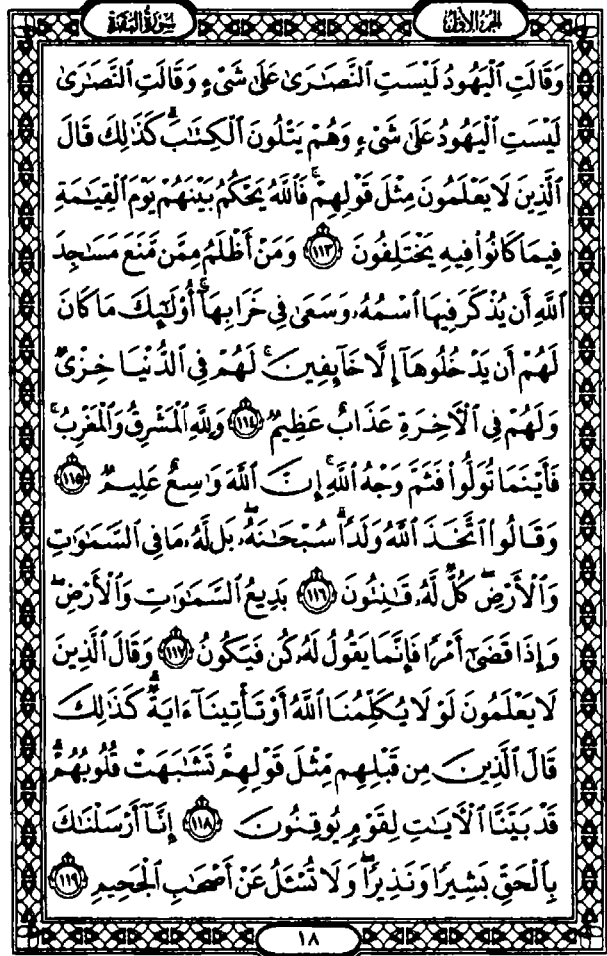 الجزء الأول
سورة البقرة
وَقَالَتِ ٱلْيَهُودُ لَيْسَتِ ٱلنَّصَٰرَىٰ عَلَىٰ شَىْءٍ وَقَالَتِ ٱلنَّصَٰرَىٰ
لَيْسَتِ ٱلْيَهُودُ عَلَىٰ شَىْءٍ وَهُمْ يَتْلُونَ ٱلْكِتَٰبَ ۗ كَذَٰلِكَ قَالَ
ٱلَّذِينَ لَا يَعْلَمُونَ مِثْلَ قَوْلِهِمْ ۚ فَٱللَّهُ يَحْكُمُ بَيْنَهُمْ يَوْمَ ٱلْقِيَٰمَةِ
فِيمَا كَانُوا۟ فِيهِ يَخْتَلِفُونَ ﴿١١٣﴾ وَمَنْ أَظْلَمُ مِمَّن مَّنَعَ مَسَٰجِدَ
ٱللَّهِ أَن يُذْكَرَ فِيهَا ٱسْمُهُۥ وَسَعَىٰ فِى خَرَابِهَآ ۚ أُو۟لَٰٓئِكَ مَا كَانَ
لَهُمْ أَن يَدْخُلُوهَآ إِلَّا خَآئِفِينَ ۚ لَهُمْ فِى ٱلدُّنْيَا خِزْىٌ
وَلَهُمْ فِى ٱلْءَاخِرَةِ عَذَابٌ عَظِيمٌ ﴿١١٤﴾ وَلِلَّهِ ٱلْمَشْرِقُ وَٱلْمَغْرِبُ ۚ
فَأَيْنَمَا تُوَلُّوا۟ فَثَمَّ وَجْهُ ٱللَّهِ ۚ إِنَّ ٱللَّهَ وَٰسِعٌ عَلِيمٌ ﴿١١٥﴾
وَقَالُوا۟ ٱتَّخَذَ ٱللَّهُ وَلَدًا ۗ سُبْحَٰنَهُۥ ۖ بَل لَّهُۥ مَا فِى ٱلسَّمَٰوَٰتِ
وَٱلْأَرْضِ ۖ كُلٌّ لَّهُۥ قَٰنِتُونَ ﴿١١٦﴾ بَدِيعُ ٱلسَّمَٰوَٰتِ وَٱلْأَرْضِ ۖ
وَإِذَا قَضَىٰٓ أَمْرًا فَإِنَّمَا يَقُولُ لَهُۥ كُن فَيَكُونُ ﴿١١٧﴾ وَقَالَ ٱلَّذِينَ
لَا يَعْلَمُونَ لَوْلَا يُكَلِّمُنَا ٱللَّهُ أَوْ تَأْتِينَآ ءَايَةٌ ۗ كَذَٰلِكَ
قَالَ ٱلَّذِينَ مِن قَبْلِهِم مِّثْلَ قَوْلِهِمْ ۘ تَشَٰبَهَتْ قُلُوبُهُمْ ۗ
قَدْ بَيَّنَّا ٱلْءَايَٰتِ لِقَوْمٍ يُوقِنُونَ ﴿١١٨﴾ إِنَّآ أَرْسَلْنَٰكَ
بِٱلْحَقِّ بَشِيرًا وَنَذِيرًا ۖ وَلَا تُسْـَٔلُ عَنْ أَصْحَٰبِ ٱلْجَحِيمِ ﴿١١٩﴾
١٨